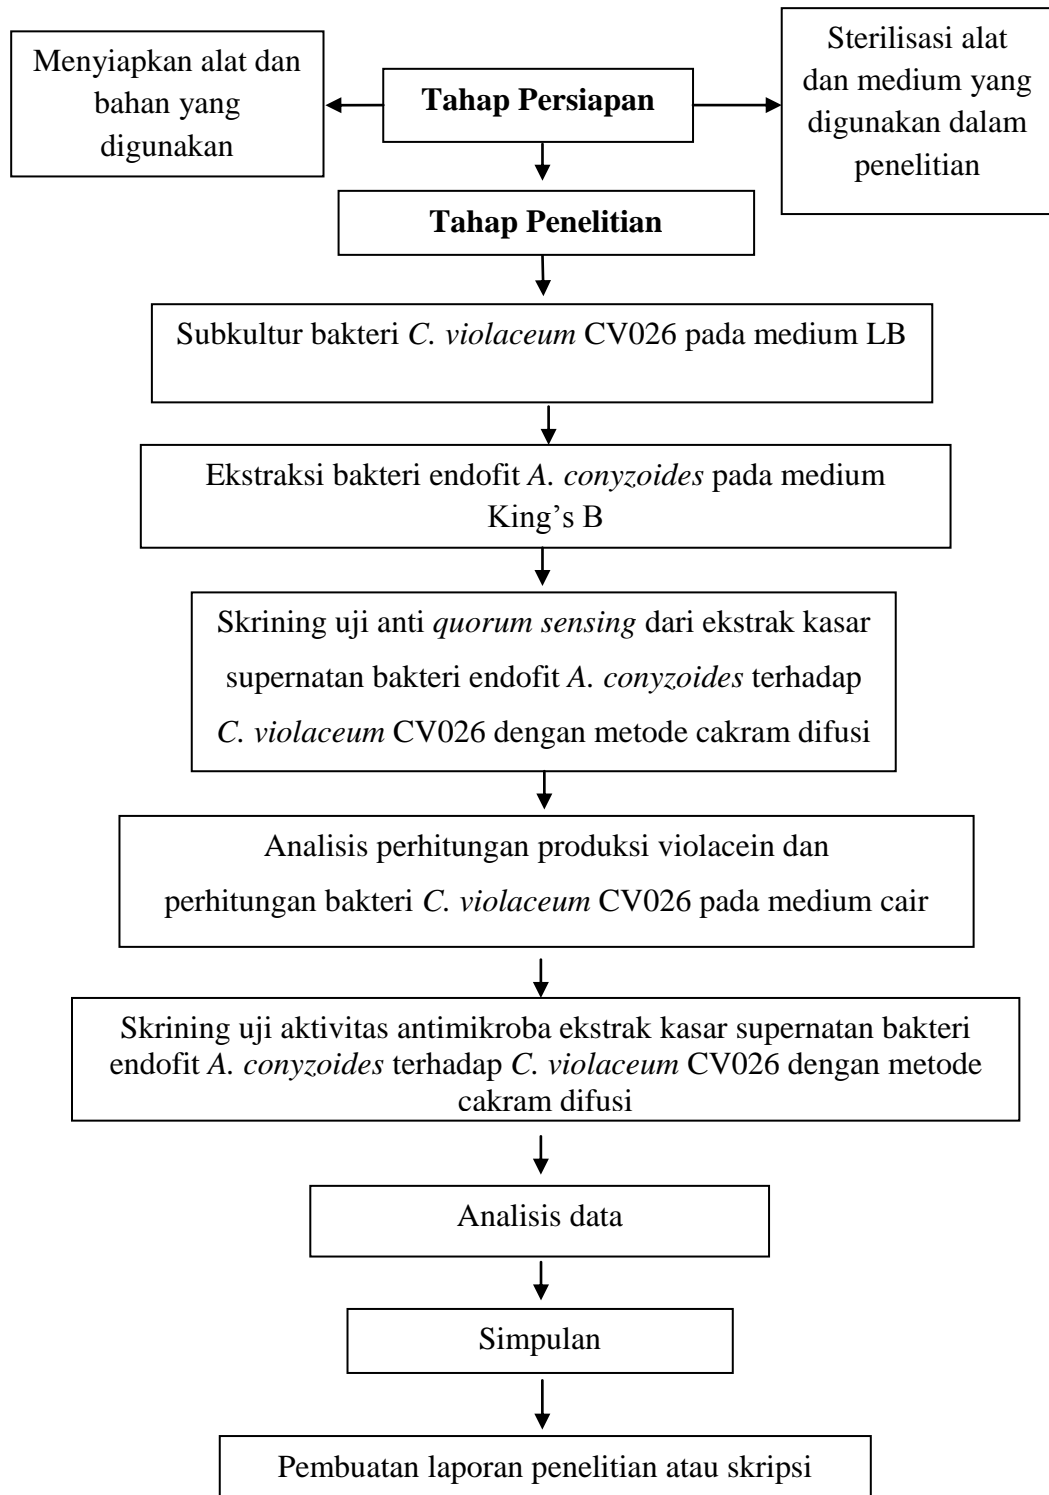 Menyiapkan alat dan
bahan yang
digunakan
Tahap Persiapan
Sterilisasi alat
dan medium yang
digunakan dalam
penelitian
Tahap Penelitian
Subkultur bakteri C. violaceum CV026 pada medium LB
Ekstraksi bakteri endofit A. conyzoides pada medium
King’s B
Skrining uji anti quorum sensing dari ekstrak kasar
supernatan bakteri endofit A. conyzoides terhadap
C. violaceum CV026 dengan metode cakram difusi
Analisis perhitungan produksi violacein dan
perhitungan bakteri C. violaceum CV026 pada medium cair
Skrining uji aktivitas antimikroba ekstrak kasar supernatan bakteri
endofit A. conyzoides terhadap C. violaceum CV026 dengan metode
cakram difusi
Analisis data
Simpulan
Pembuatan laporan penelitian atau skripsi